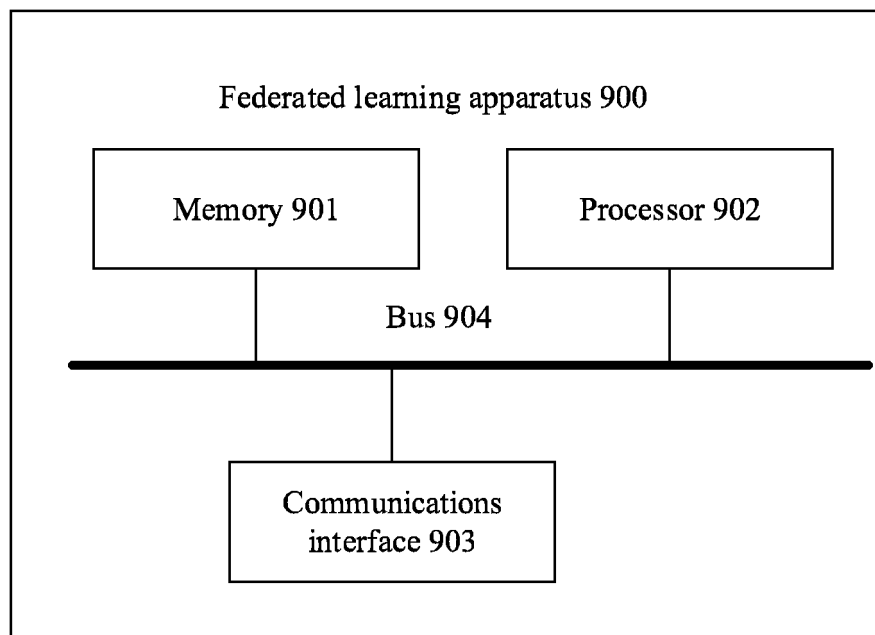 Federated learning apparatus 900
Memory 901
Processor 902
Bus 904
Communications
interface 903